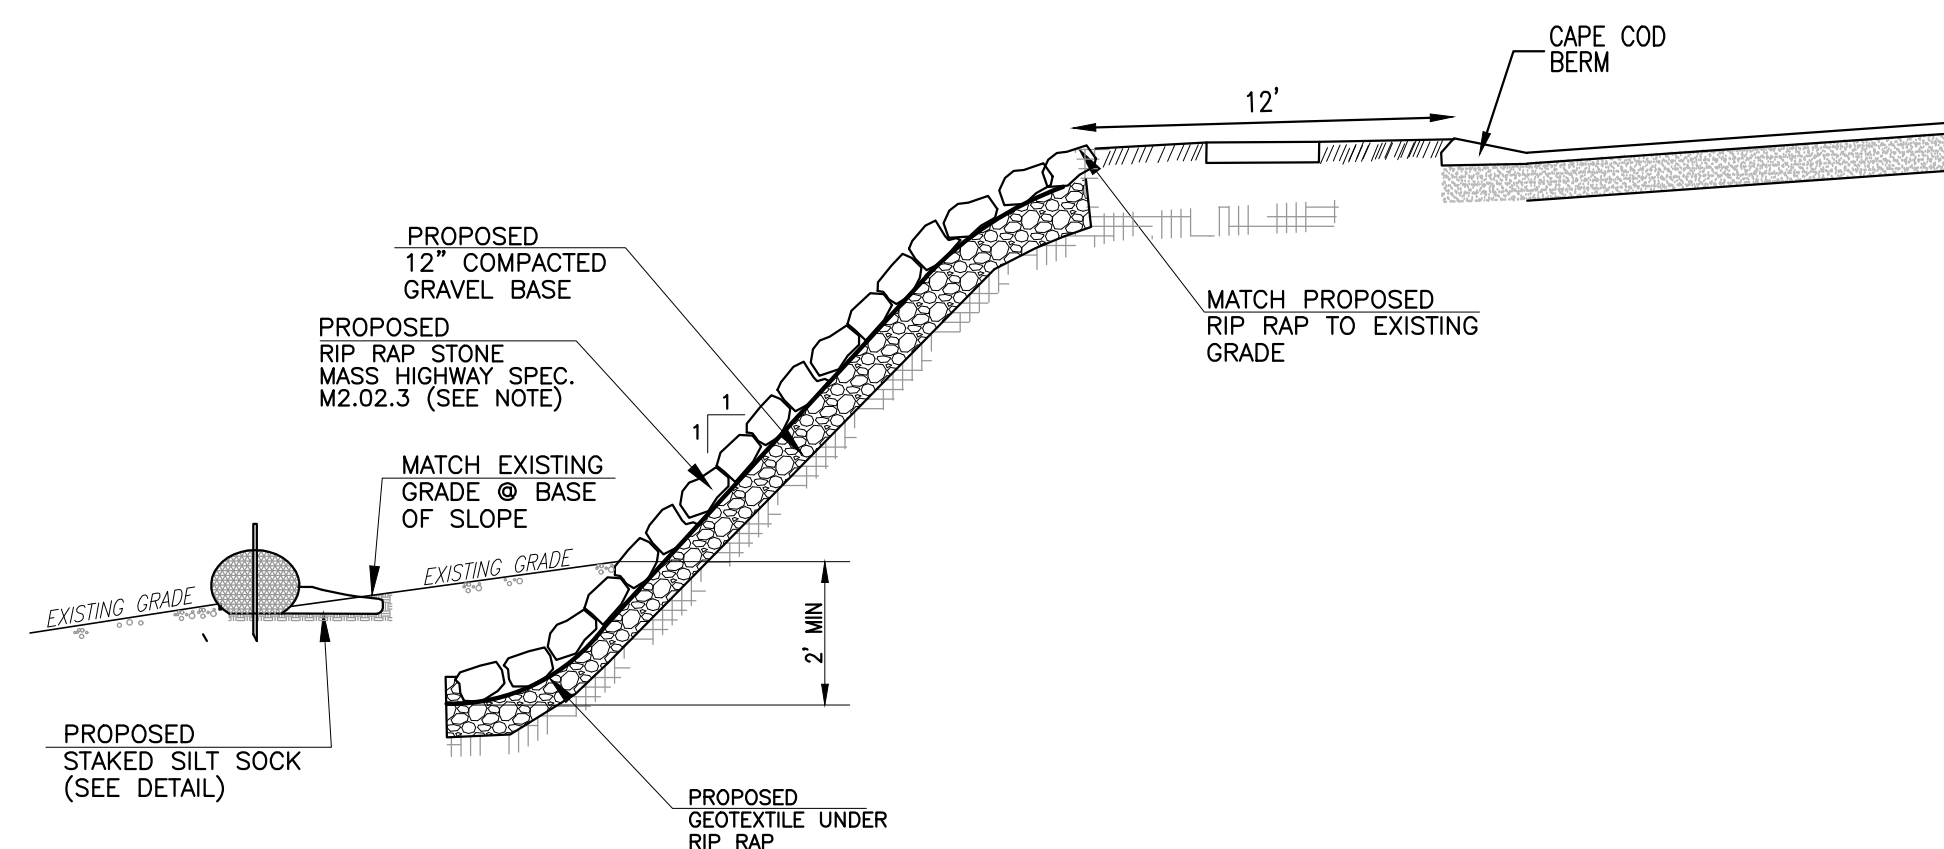 CAPE COD
BERM
12'
PROPOSED
12" COMPACTED
GRAVEL BASE
MATCH PROPOSED
RIP RAP TO EXISTING
GRADE
PROPOSED
RIP RAP STONE
MASS HIGHWAY SPEC.
M2.02.3 (SEE NOTE)
1
1
MATCH EXISTING
GRADE @ BASE
OF SLOPE
EXISTING GRADE
EXISTING GRADE
2' MIN
PROPOSED
STAKED SILT SOCK
(SEE DETAIL)
PROPOSED
GEOTEXTILE UNDER
RIP RAP